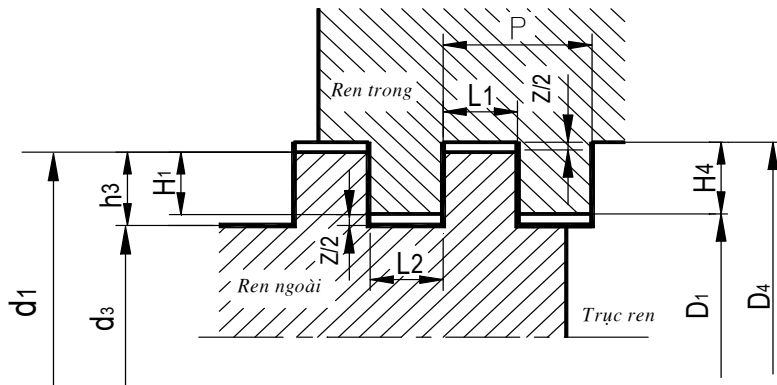 P
Ren trong
L1
Z/2
h3
H1
H4
Z/2
L2
Ren ngoài
d1
d3
Trục ren
D1
D4